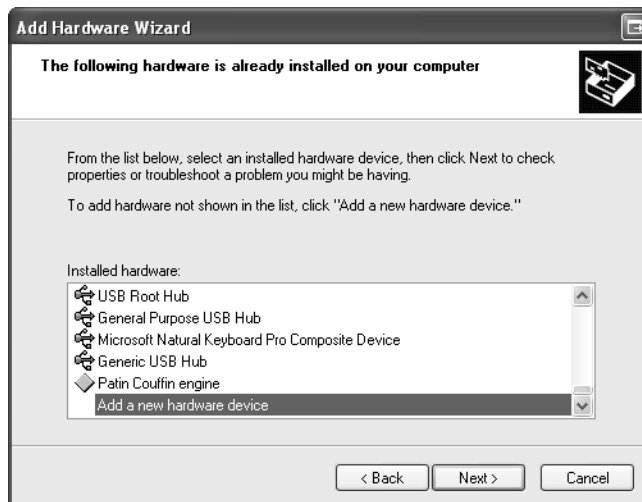 Add Hardware Wizard
The following hardware is already installed on your computer
From the list below, select an installed hardware device, then click Next to check
properties or troubleshoot a problem you might be having.
To add hardware not shown in the list, click "Add a new hardware device."
Installed hardware:
USB Root Hub
General Purpose USB Hub
Microsoft Natural Keyboard Pro Composite Device
Generic USB Hub
Patin Couffin engine
Add a new hardware device
< Back Next > Cancel